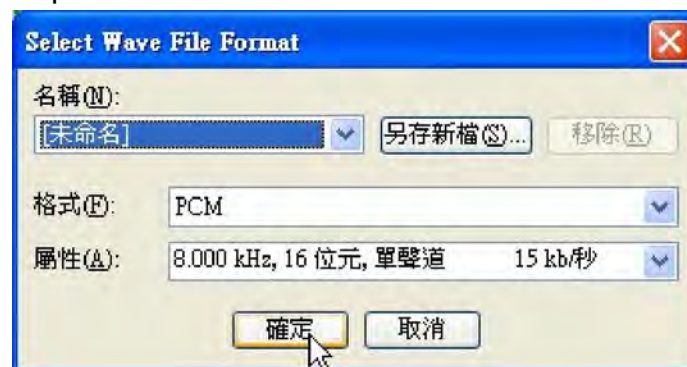 Select Wave File Format
名稱(N):
[未命名] 另存新檔(S)... 移除(R)
格式(F): PCM
屬性(A): 8.000 kHz, 16 位元, 單聲道 15 kb/秒
確定 取消